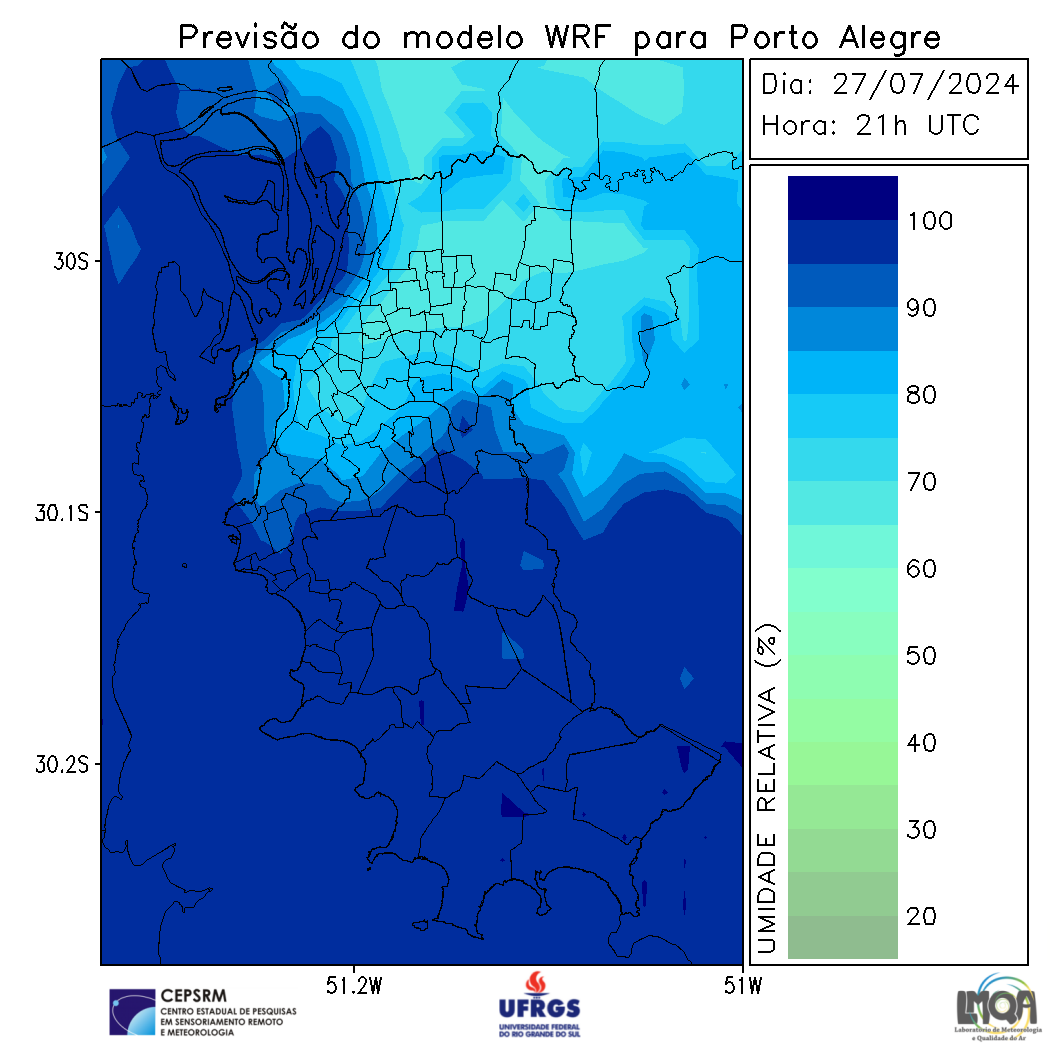 Previsão do modelo WRF para Porto Alegre
Dia: 27/07/2024
Hora: 21h UTC
30S
30.1S
30.2S
51.2W
51W
UMIDADE RELATIVA (%)
100
90
80
70
60
50
40
30
20
CEPSRM
CENTRO ESTADUAL DE PESQUISAS
EM SENSORIAMENTO REMOTO
E METEOROLOGIA
UFRGS
UNIVERSIDADE FEDERAL
DO RIO GRANDE DO SUL
LMQA
Laboratório de Meteorologia
e Qualidade do Ar